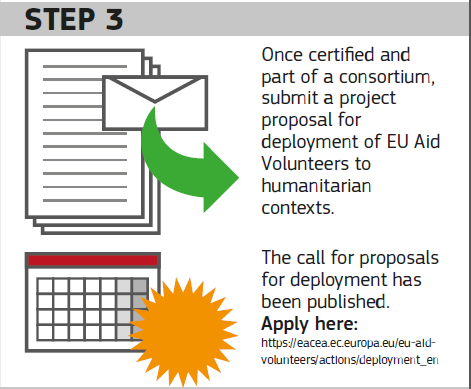 STEP 3
Once certified and
part of a consortium,
submit a project
proposal for
deployment of EU Aid
Volunteers to
humanitarian
contexts.
The call for proposals
for deployment has
been published.
Apply here:
https://eacea.ec.europa.eu/eu-aid-
volunteers/actions/deployment_en